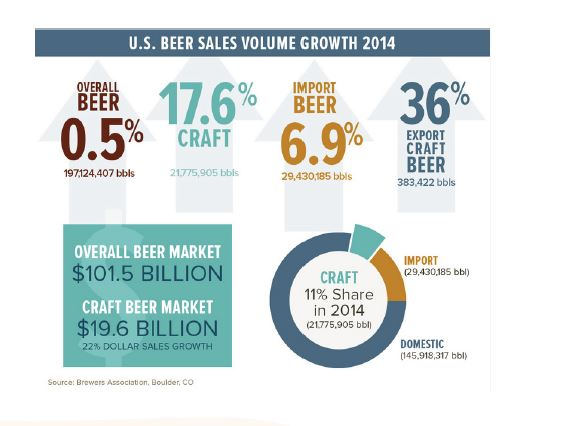 U.S. BEER SALES VOLUME GROWTH 2014
OVERALL
BEER
0.5%
197,124,407 bbls
17.6%
CRAFT
21,775,905 bbls
IMPORT
BEER
6.9%
29,430,185 bbls
36%
EXPORT
CRAFT
BEER
383,422 bbls
OVERALL BEER MARKET
$101.5 BILLION
CRAFT BEER MARKET
$19.6 BILLION
22% DOLLAR SALES GROWTH
CRAFT
11% Share
in 2014
(21,775,905 bbl)
IMPORT
(29,430,185 bbl)
DOMESTIC
(145,918,317 bbl)
Source: Brewers Association, Boulder, CO